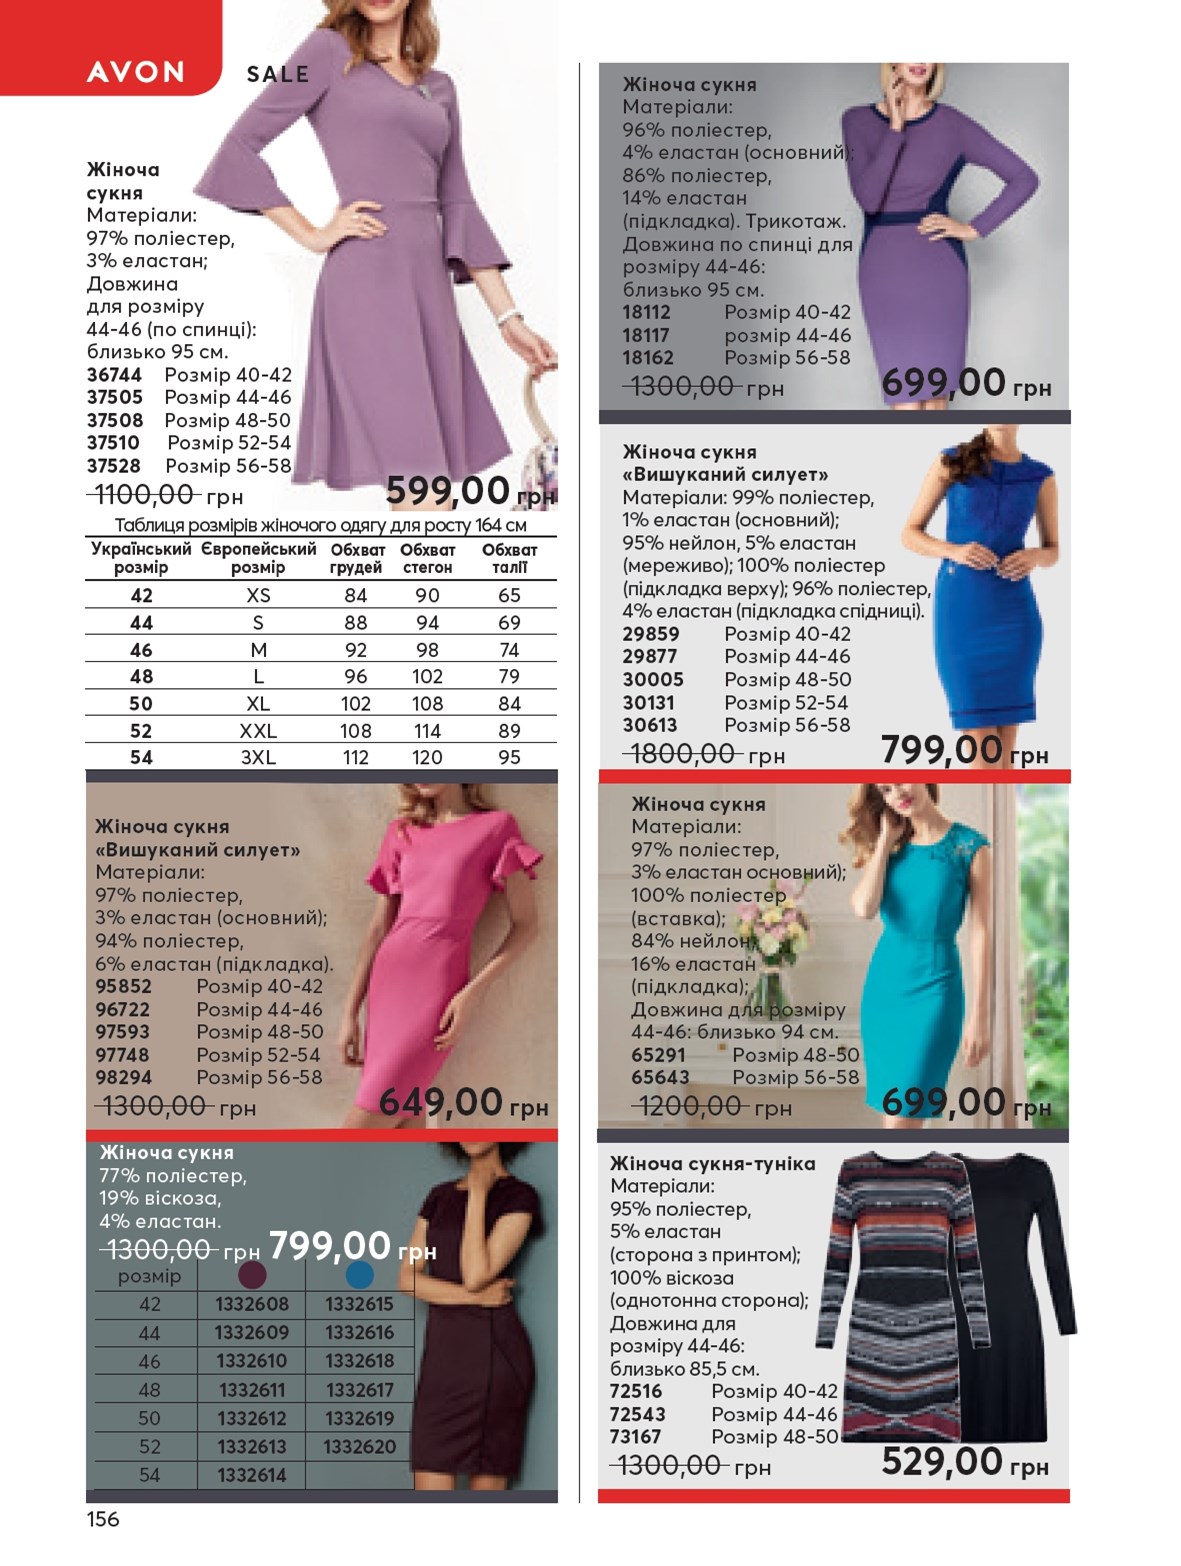 AVON
SALE
Жіноча
сукня
Матеріали:
97% поліестер,
3% еластан;
Довжина
для розміру
44-46 (по спинці):
близько 95 см.
36744 Розмір 40-42
37505 Розмір 44-46
37508 Розмір 48-50
37510 Розмір 52-54
37528 Розмір 56-58
1100,00 грн 599,00 грн
Таблиця розмірів жіночого одягу для росту 164 см
Український розмір Європейський розмір Обхват грудей Обхват стегон Обхват талії
42 XS 84 90 65
44 S 88 94 69
46 M 92 98 74
48 L 96 102 79
50 XL 102 108 84
52 XXL 108 114 89
54 3XL 112 120 95
Жіноча сукня
«Вишуканий силует»
Матеріали:
97% поліестер,
3% еластан (основний);
94% поліестер,
6% еластан (підкладка).
95852 Розмір 40-42
96722 Розмір 44-46
97593 Розмір 48-50
97748 Розмір 52-54
98294 Розмір 56-58
1300,00 грн 649,00 грн
Жіноча сукня
77% поліестер,
19% віскоза,
4% еластан.
1300,00 грн 799,00 грн
розмір
42 1332608 1332615
44 1332609 1332616
46 1332610 1332618
48 1332611 1332617
50 1332612 1332619
52 1332613 1332620
54 1332614
156
Жіноча сукня
Матеріали:
96% поліестер,
4% еластан (основний);
86% поліестер,
14% еластан
(підкладка). Трикотаж.
Довжина по спинці для
розміру 44-46:
близько 95 см.
18112 Розмір 40-42
18117 розмір 44-46
18162 Розмір 56-58
1300,00 грн 699,00 грн
Жіноча сукня
«Вишуканий силует»
Матеріали: 99% поліестер,
1% еластан (основний);
95% нейлон, 5% еластан
(мереживо); 100% поліестер
(підкладка верху); 96% поліестер,
4% еластан (підкладка спідниці).
29859 Розмір 40-42
29877 Розмір 44-46
30005 Розмір 48-50
30131 Розмір 52-54
30613 Розмір 56-58
1800,00 грн 799,00 грн
Жіноча сукня
Матеріали:
97% поліестер,
3% еластан основний);
100% поліестер
(вставка);
84% нейлон,
16% еластан
(підкладка);
Довжина для розміру
44-46: близько 94 см.
65291 Розмір 48-50
65643 Розмір 56-58
1200,00 грн 699,00 грн
Жіноча сукня-туніка
Матеріали:
95% поліестер,
5% еластан
(сторона з принтом);
100% віскоза
(однотонна сторона);
Довжина для
розміру 44-46:
близько 85,5 см.
72516 Розмір 40-42
72543 Розмір 44-46
73167 Розмір 48-50
1300,00 грн 529,00 грн